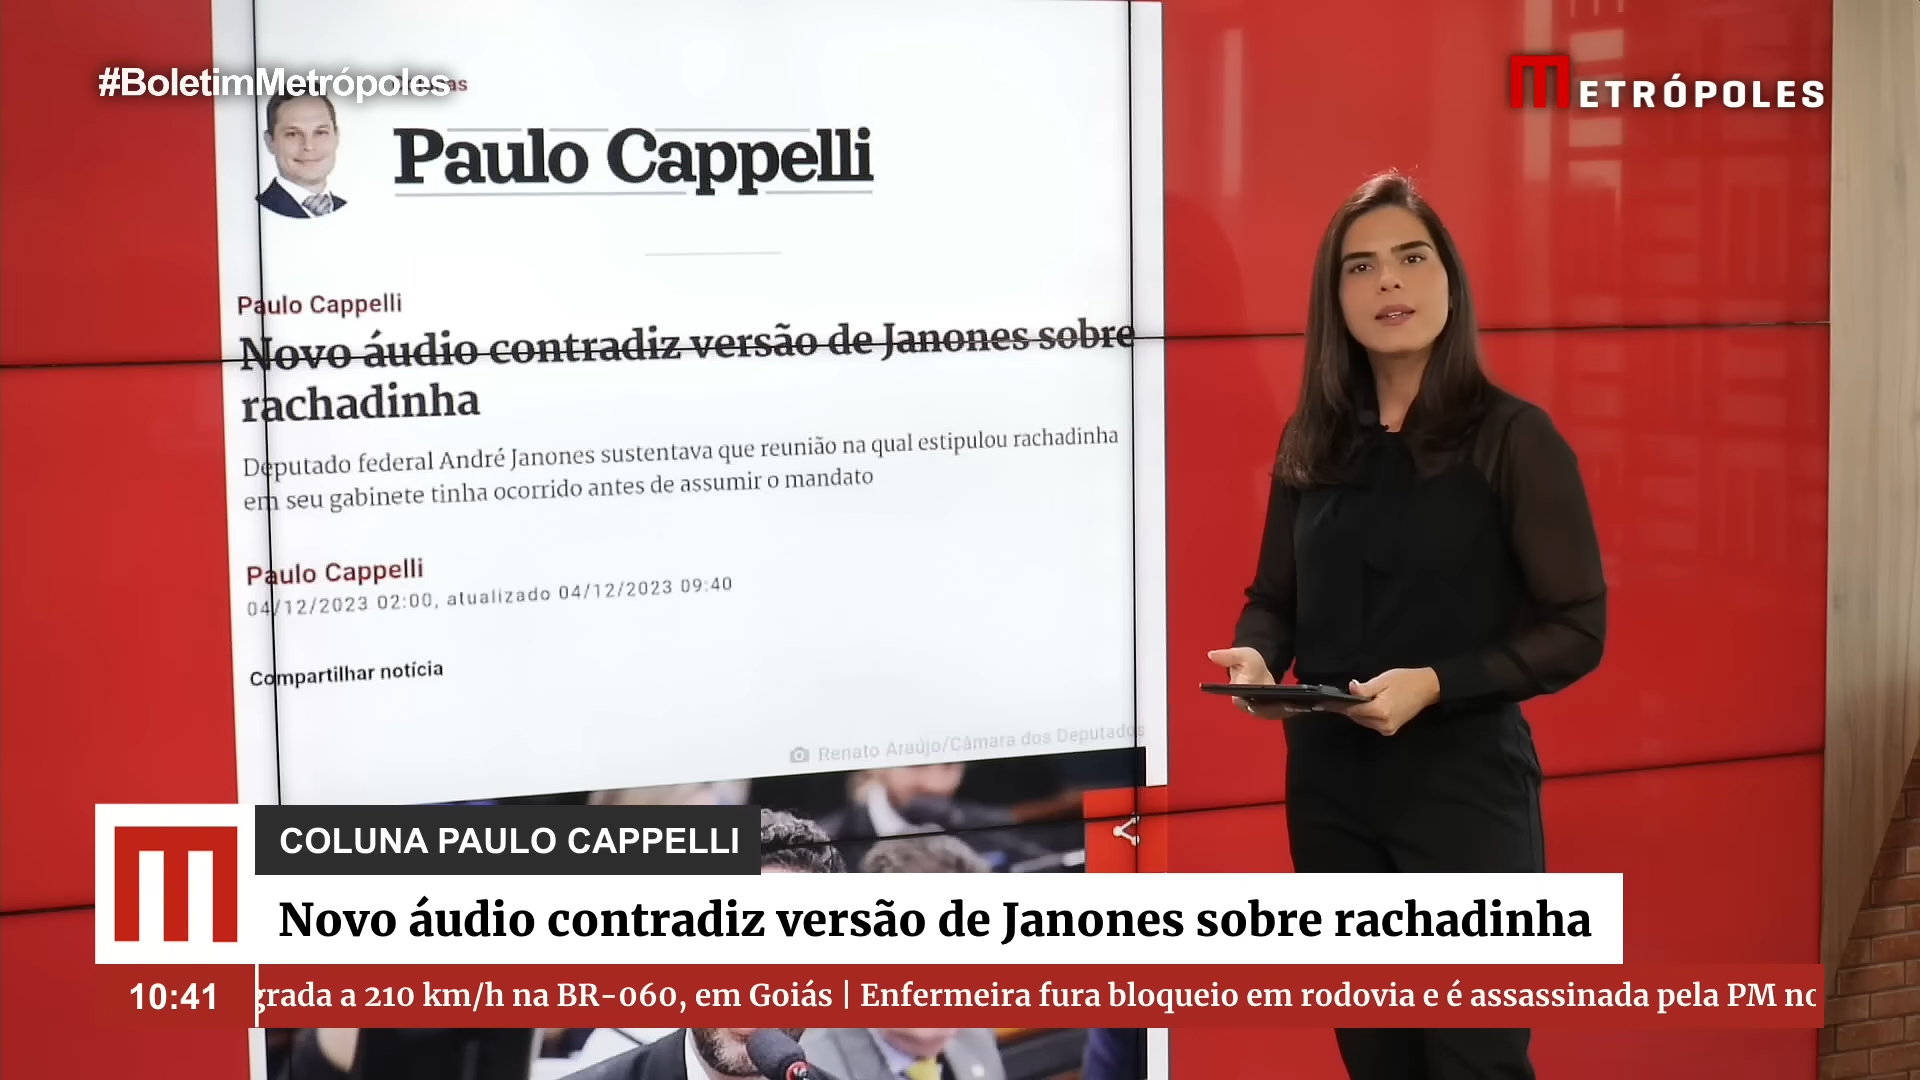 #BoletimMetrópoles
METRÓPOLES
Paulo Cappelli
Paulo Cappelli
Novo áudio contradiz versão de Janones sobre
rachadinha
Deputado federal André Janones sustentava que reunião na qual estipulou rachadinha
em seu gabinete tinha ocorrido antes de assumir o mandato
Paulo Cappelli
04/12/2023 02:00, atualizado 04/12/2023 09:40
Compartilhar notícia
Renato Araújo/Câmara dos Deputados
COLUNA PAULO CAPPELLI
Novo áudio contradiz versão de Janones sobre rachadinha
10:41
grada a 210 km/h na BR-060, em Goiás | Enfermeira fura bloqueio em rodovia e é assassinada pela PM no